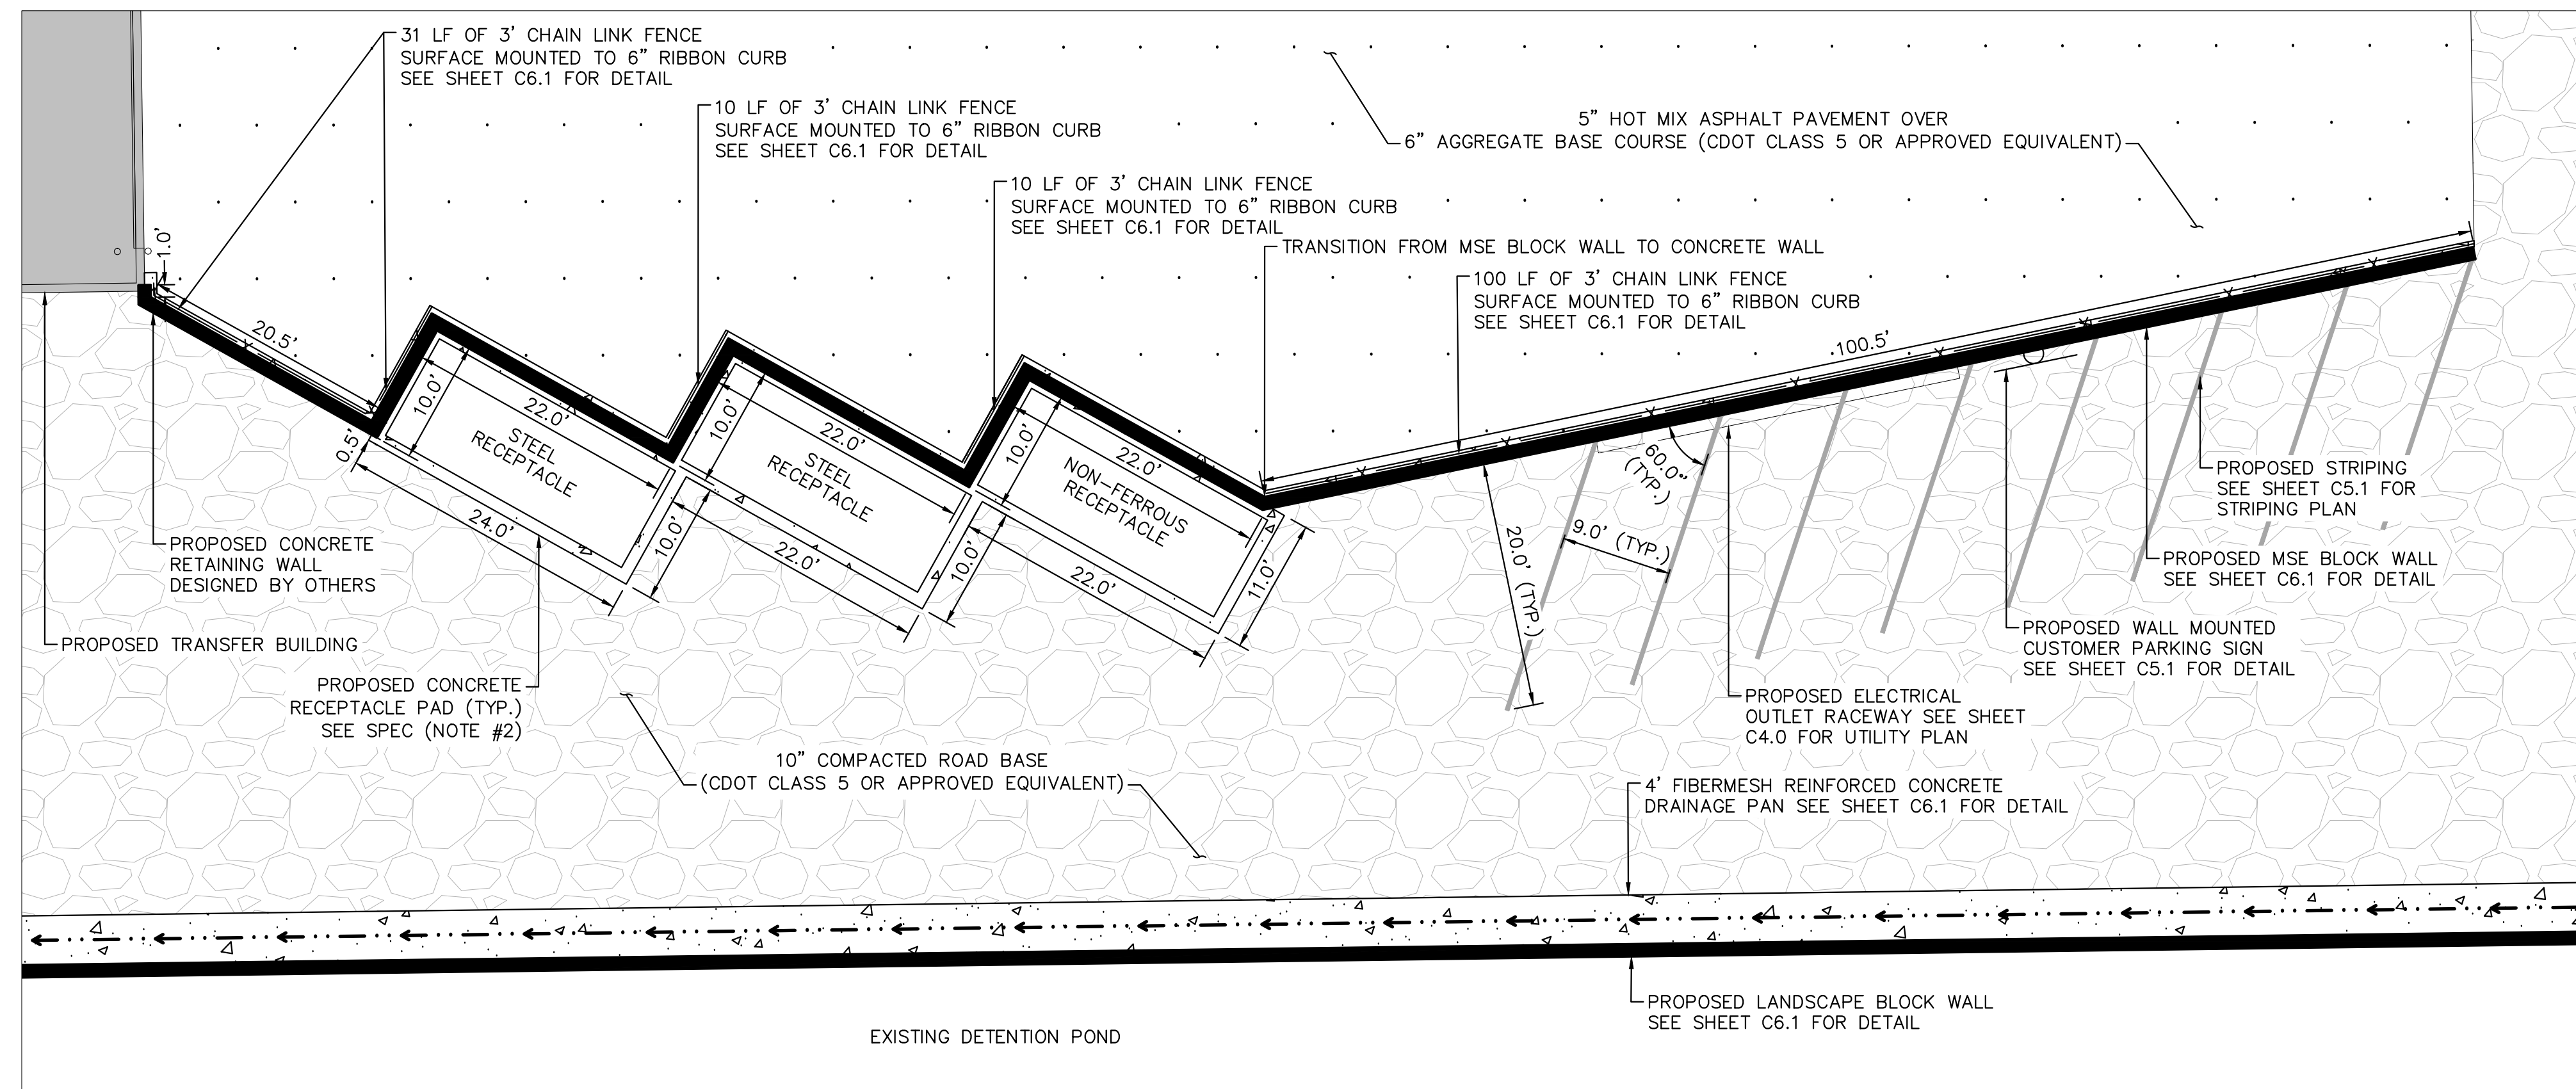 31 LF OF 3' CHAIN LINK FENCE
SURFACE MOUNTED TO 6" RIBBON CURB
SEE SHEET C6.1 FOR DETAIL
10 LF OF 3' CHAIN LINK FENCE
SURFACE MOUNTED TO 6" RIBBON CURB
SEE SHEET C6.1 FOR DETAIL
5" HOT MIX ASPHALT PAVEMENT OVER
6" AGGREGATE BASE COURSE (CDOT CLASS 5 OR APPROVED EQUIVALENT)
10 LF OF 3' CHAIN LINK FENCE
SURFACE MOUNTED TO 6" RIBBON CURB
SEE SHEET C6.1 FOR DETAIL
TRANSITION FROM MSE BLOCK WALL TO CONCRETE WALL
100 LF OF 3' CHAIN LINK FENCE
SURFACE MOUNTED TO 6" RIBBON CURB
SEE SHEET C6.1 FOR DETAIL
1.0'
20.5'
100.5'
10.0'
22.0'
STEEL
RECEPTACLE
0.5'
24.0'
10.0'
10.0'
22.0'
STEEL
RECEPTACLE
22.0'
10.0'
10.0'
22.0'
NON-FERROUS
RECEPTACLE
22.0'
11.0'
60.0"
(TYP.)
9.0' (TYP.)
20.0' (TYP.)
PROPOSED STRIPING
SEE SHEET C5.1 FOR
STRIPING PLAN
PROPOSED CONCRETE
RETAINING WALL
DESIGNED BY OTHERS
PROPOSED MSE BLOCK WALL
SEE SHEET C6.1 FOR DETAIL
PROPOSED TRANSFER BUILDING
PROPOSED WALL MOUNTED
CUSTOMER PARKING SIGN
SEE SHEET C5.1 FOR DETAIL
PROPOSED CONCRETE
RECEPTACLE PAD (TYP.)
SEE SPEC (NOTE #2)
PROPOSED ELECTRICAL
OUTLET RACEWAY SEE SHEET
C4.0 FOR UTILITY PLAN
10" COMPACTED ROAD BASE
(CDOT CLASS 5 OR APPROVED EQUIVALENT)
4' FIBERMESH REINFORCED CONCRETE
DRAINAGE PAN SEE SHEET C6.1 FOR DETAIL
PROPOSED LANDSCAPE BLOCK WALL
SEE SHEET C6.1 FOR DETAIL
EXISTING DETENTION POND